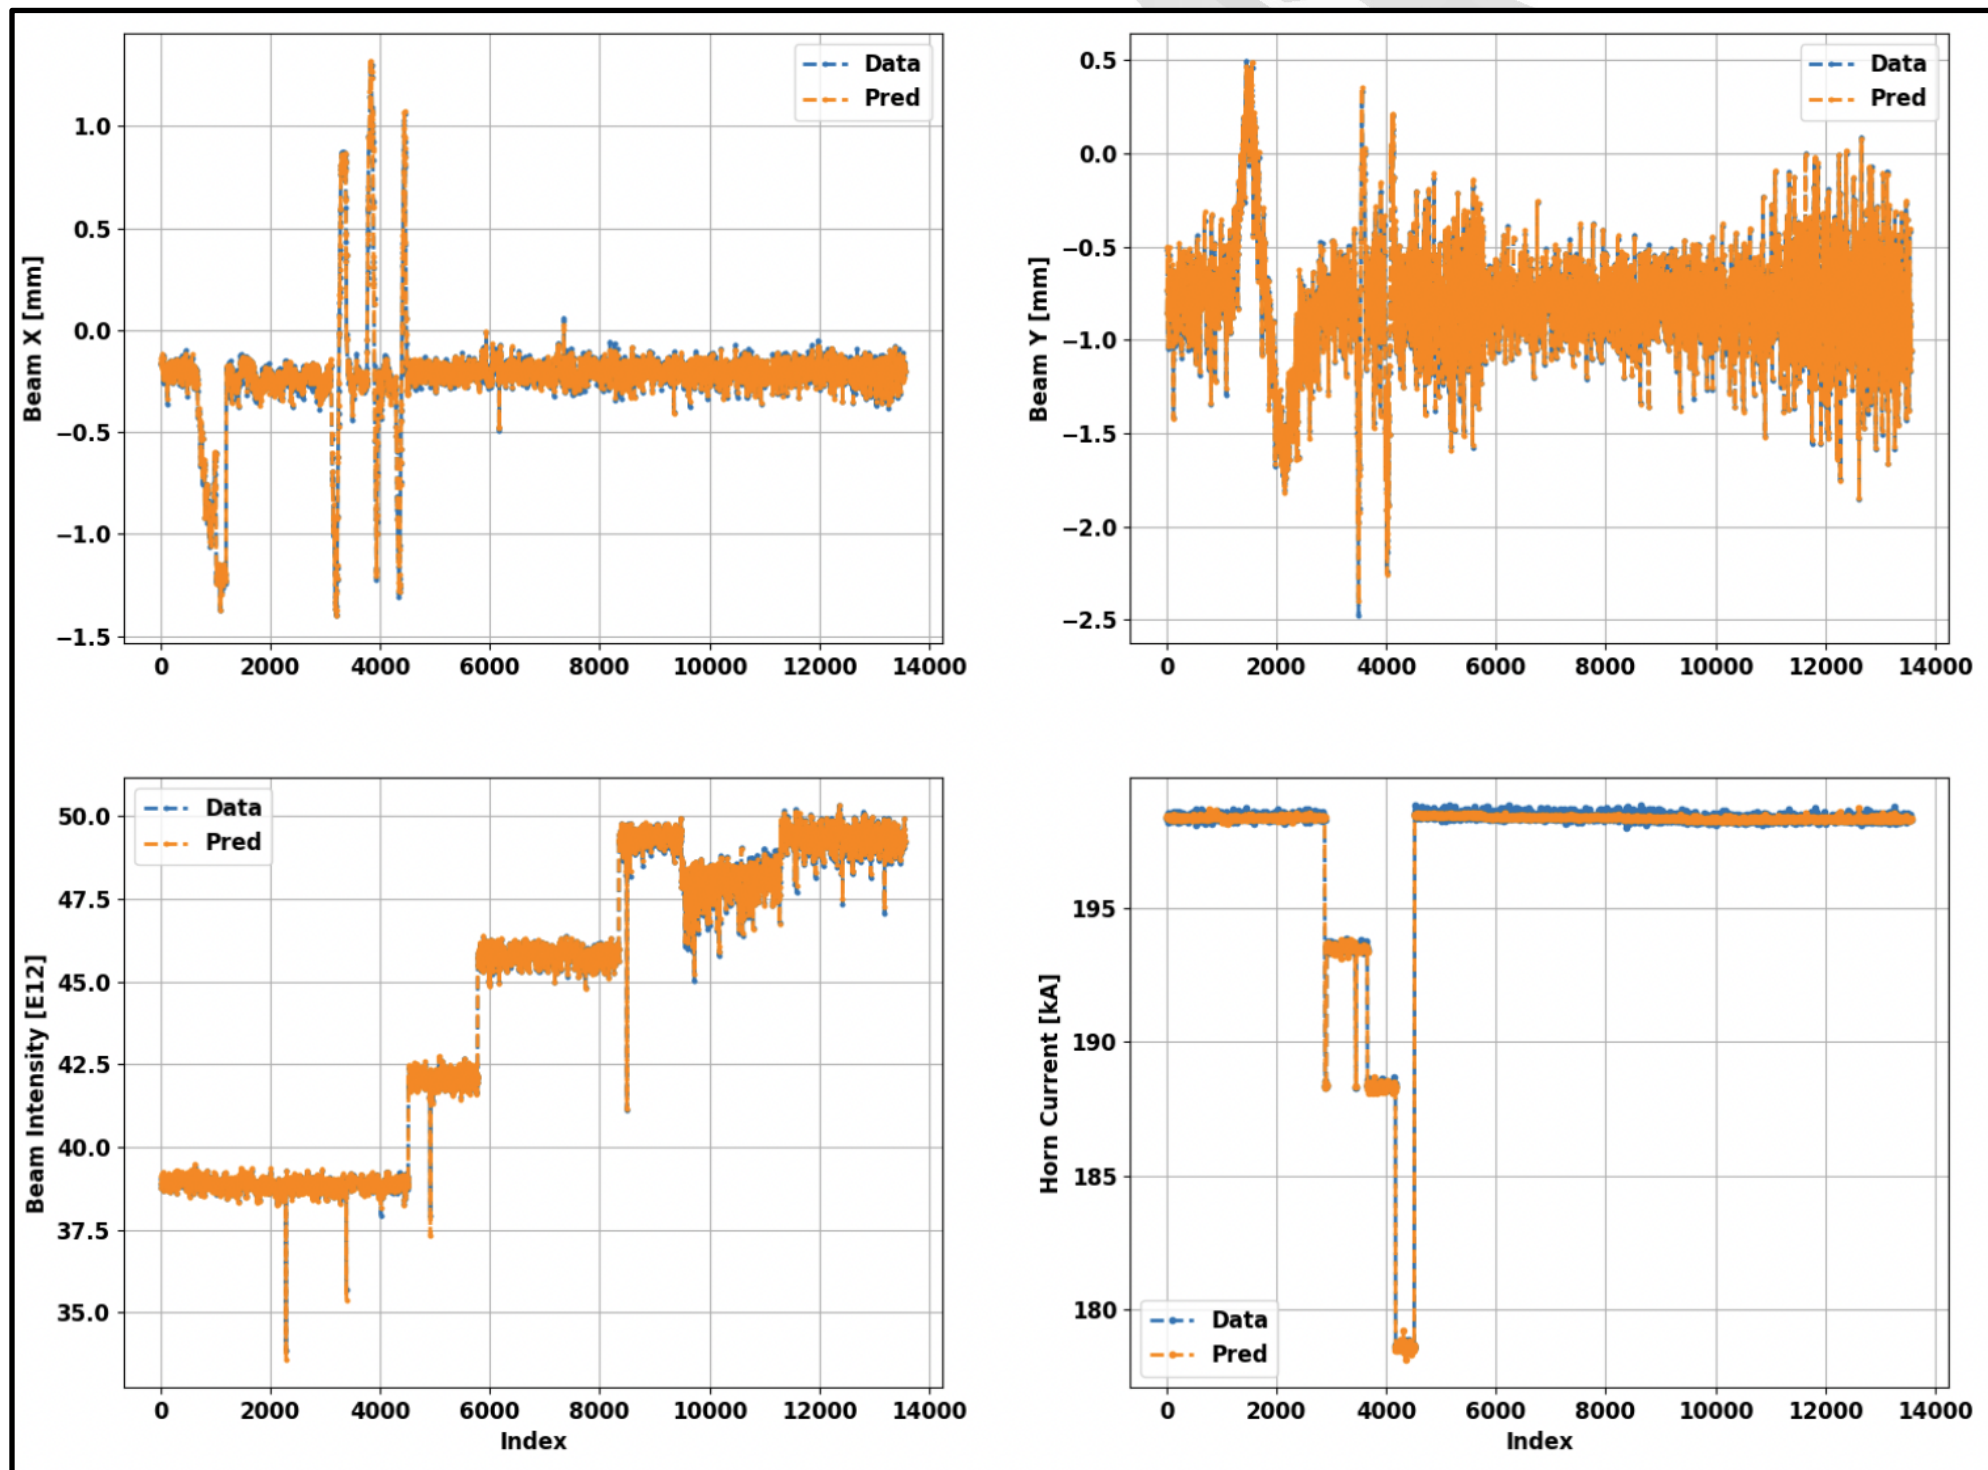 Data
Pred
Beam X [mm]
1.0
0.5
0.0
−0.5
−1.0
−1.5
0 2000 4000 6000 8000 10000 12000 14000
Data
Pred
Beam Y [mm]
0.5
0.0
−0.5
−1.0
−1.5
−2.0
−2.5
0 2000 4000 6000 8000 10000 12000 14000
Data
Pred
Beam Intensity [E12]
50.0
47.5
45.0
42.5
40.0
37.5
35.0
0 2000 4000 6000 8000 10000 12000 14000
Index
Horn Current [kA]
195
190
185
180
Data
Pred
0 2000 4000 6000 8000 10000 12000 14000
Index